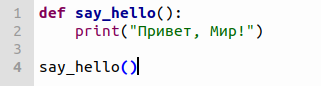 1 def say_hello():
2     print("Привет, Мир!")
3
4 say_hello()